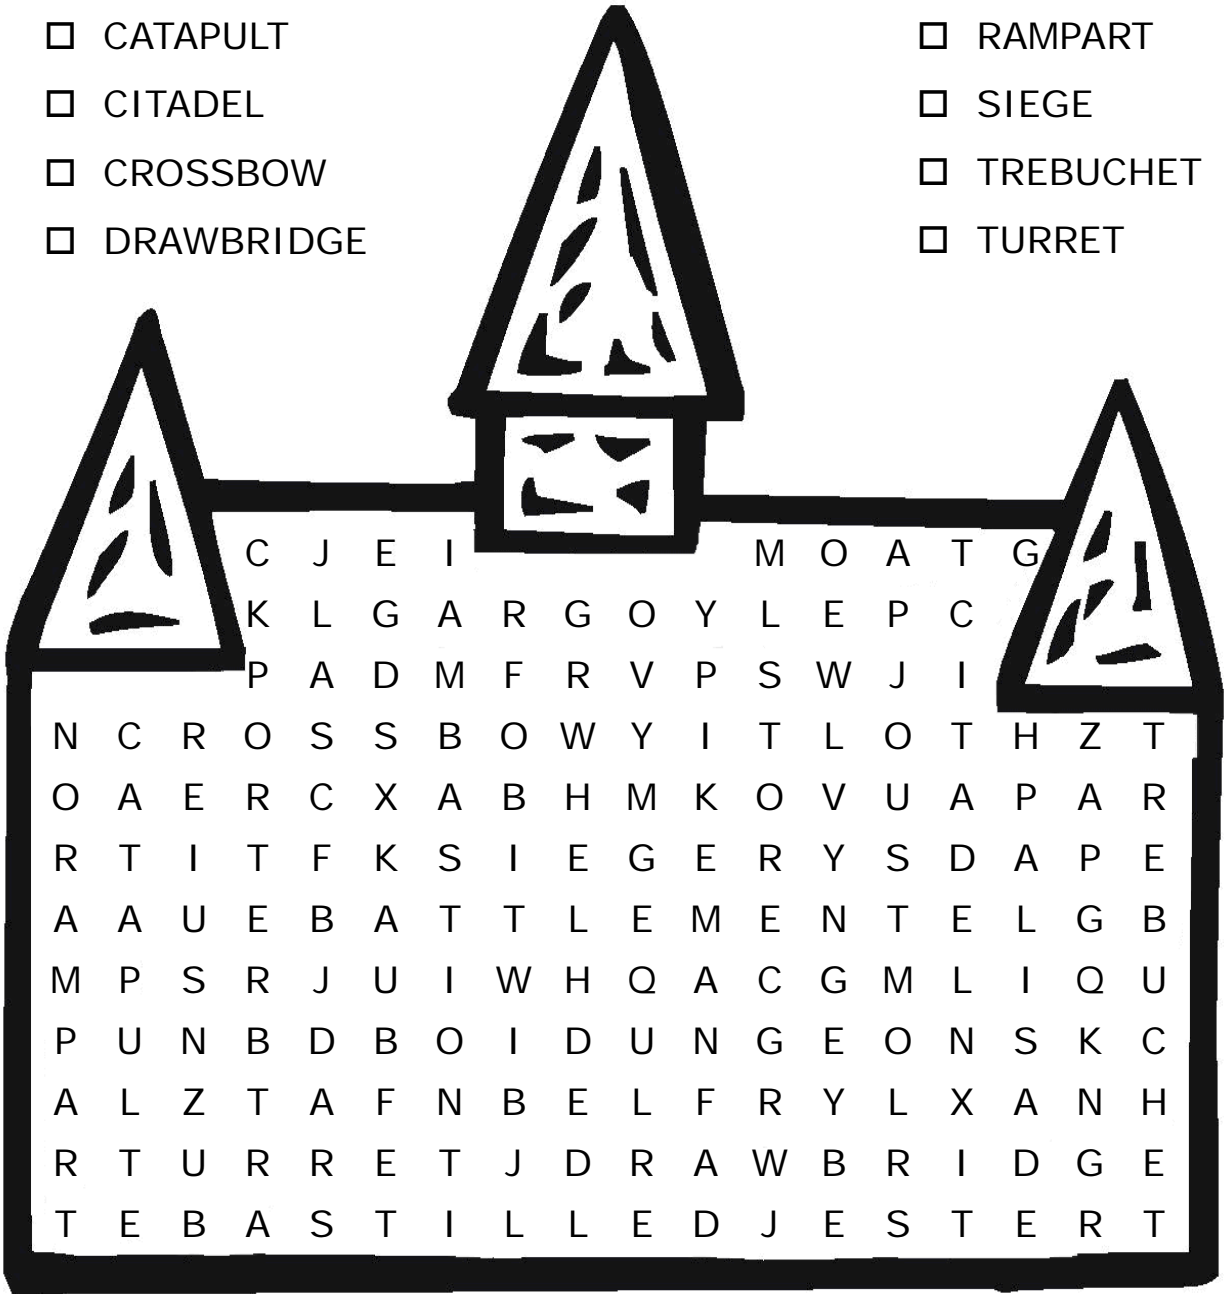 ☐ CATAPULT
☐ CITADEL
☐ CROSSBOW
☐ DRAWBRIDGE
☐ RAMPART
☐ SIEGE
☐ TREBUCHET
☐ TURRET
C J E I M O A T G
K L G A R G O Y L E P C
P A D M F R V P S W J I
N C R O S S B O W Y I T L O T H Z T
O A E R C X A B H M K O V U A P A R
R T I T F K S I E G E R Y S D A P E
A A U E B A T T L E M E N T E L G B
M P S R J U I W H Q A C G M L I Q U
P U N B D B O I D U N G E O N S K C
A L Z T A F N B E L F R Y L X A N H
R T U R R E T J D R A W B R I D G E
T E B A S T I L L E D J E S T E R T